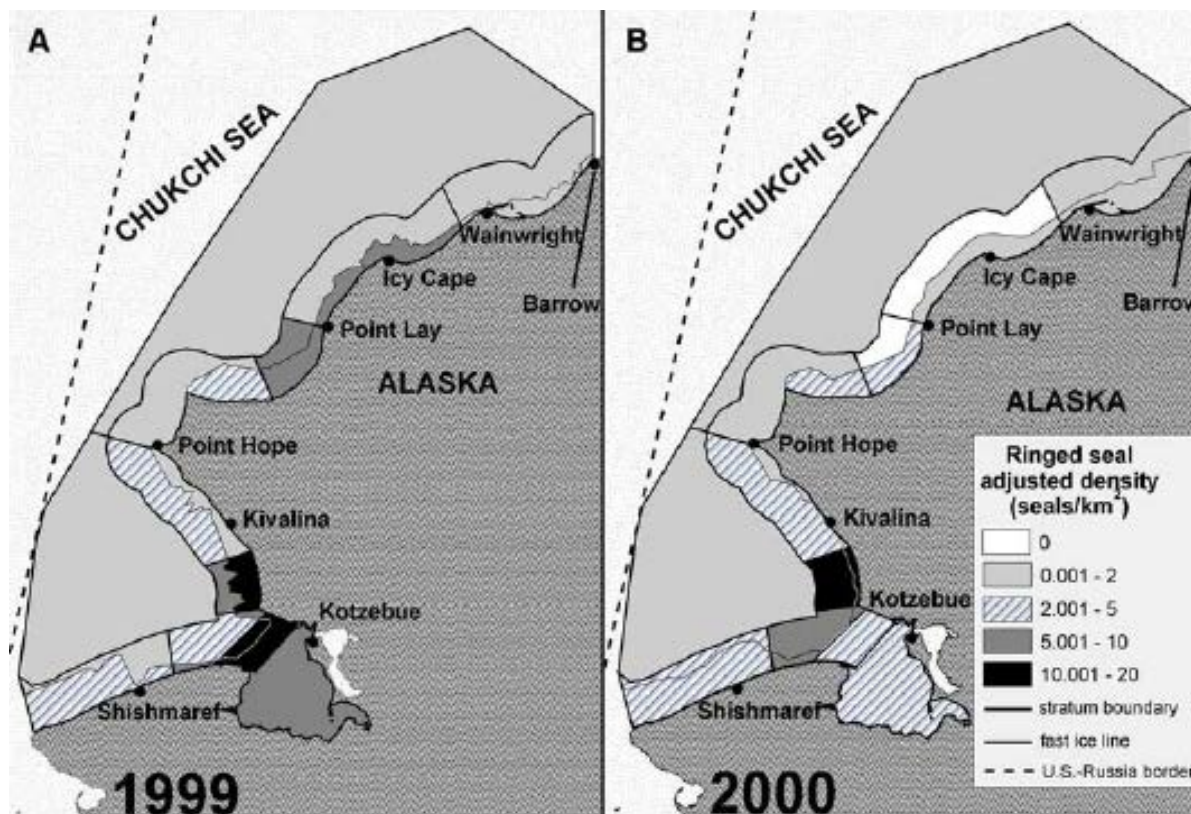 A
CHUKCHI SEA
Wainwright
Icy Cape
Barrow
Point Lay
ALASKA
Point Hope
Kivalina
Kotzebue
Shishmaref
1999
B
CHUKCHI SEA
Wainwright
Icy Cape
Barrow
Point Lay
ALASKA
Point Hope
Kivalina
Kotzebue
Shishmaref
2000
Ringed seal
adjusted density
(seals/km²)
0
0.001 - 2
2.001 - 5
5.001 - 10
10.001 - 20
stratum boundary
fast ice line
U.S.-Russia border